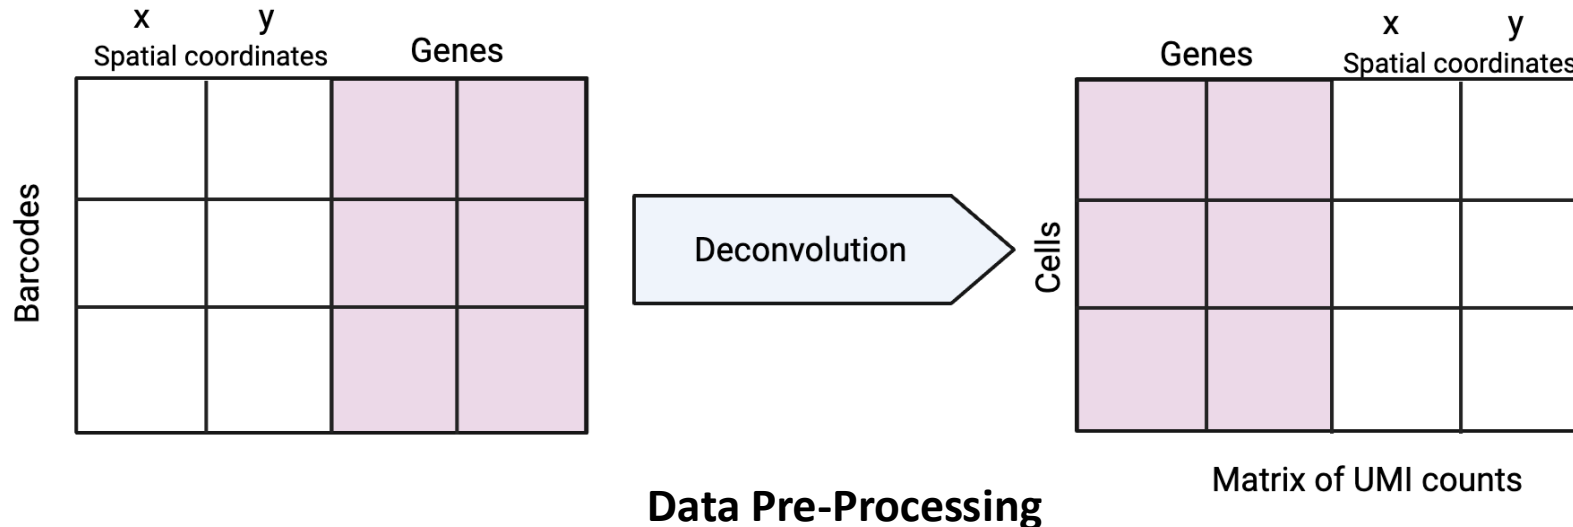 x y
Spatial coordinates
Genes
Barcodes
Deconvolution
Genes
x y
Spatial coordinates
Cells
Matrix of UMI counts
Data Pre-Processing